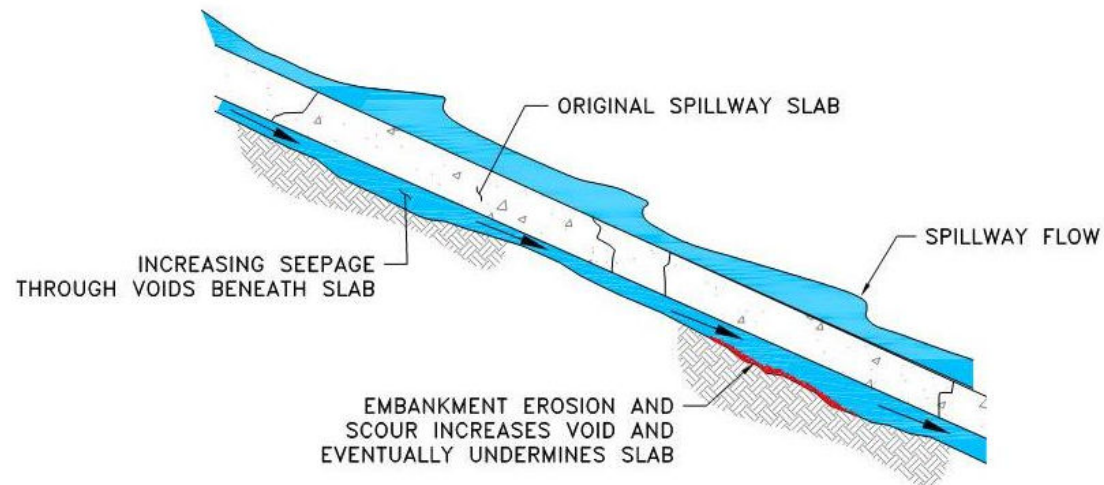 ORIGINAL SPILLWAY SLAB
SPILLWAY FLOW
INCREASING SEEPAGE
THROUGH VOIDS BENEATH SLAB
EMBANKMENT EROSION AND
SCOUR INCREASES VOID AND
EVENTUALLY UNDERMINES SLAB